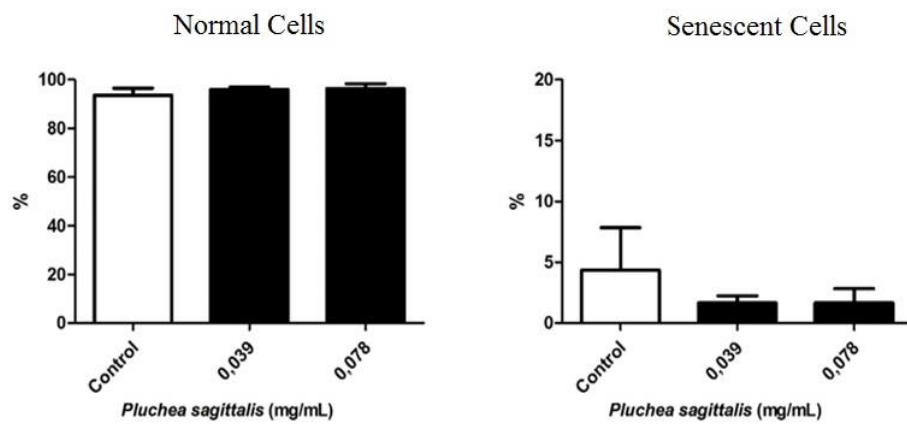 Normal Cells
%
100
80
60
40
20
0
Control
0,039
0,078
Pluchea sagittalis (mg/mL)
Senescent Cells
%
20
15
10
5
0
Control
0,039
0,078
Pluchea sagittalis (mg/mL)